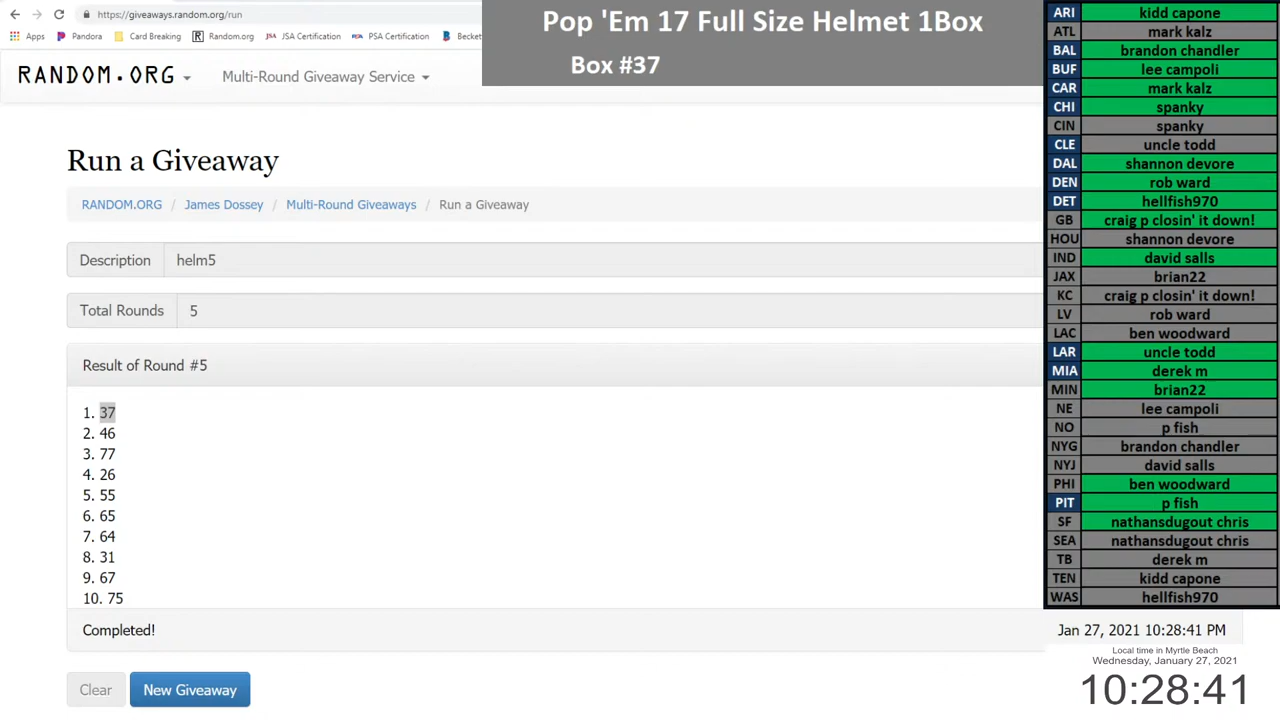 https://giveaways.random.org/run
Apps Pandora Card Breaking Random.org JSA Certification PSA Certification Becket
RANDOM.ORG Multi-Round Giveaway Service
Pop 'Em 17 Full Size Helmet 1Box
Box #37
Run a Giveaway
RANDOM.ORG / James Dossey / Multi-Round Giveaways / Run a Giveaway
Description helm5
Total Rounds 5
Result of Round #5
1. 37
2. 46
3. 77
4. 26
5. 55
6. 65
7. 64
8. 31
9. 67
10. 75
Completed!
Jan 27, 2021 10:28:41 PM
Clear New Giveaway
ARI kidd capone
ATL mark kalz
BAL brandon chandler
BUF lee campoli
CAR mark kalz
CHI spanky
CIN spanky
CLE uncle todd
DAL shannon devore
DEN rob ward
DET hellfish970
GB craig p closin' it down!
HOU shannon devore
IND david salls
JAX brian22
KC craig p closin' it down!
LV rob ward
LAC ben woodward
LAR uncle todd
MIA derek m
MIN brian22
NE lee campoli
NO p fish
NYG brandon chandler
NYJ david salls
PHI ben woodward
PIT p fish
SF nathansdugout chris
SEA nathansdugout chris
TB derek m
TEN kidd capone
WAS hellfish970
Local time in Myrtle Beach
Wednesday, January 27, 2021
10:28:41